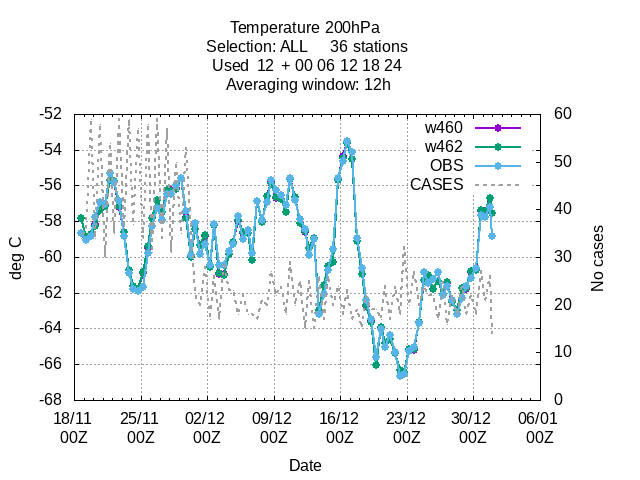 Temperature 200hPa
Selection: ALL 36 stations
Used 12 + 00 06 12 18 24
Averaging window: 12h
-52
-54
-56
-58
-60
-62
-64
-66
-68
deg C
60
50
40
30
20
10
0
No cases
w460
w462
OBS
CASES
18/11 25/11 02/12 09/12 16/12 23/12 30/12 06/01
00Z 00Z 00Z 00Z 00Z 00Z 00Z 00Z
Date